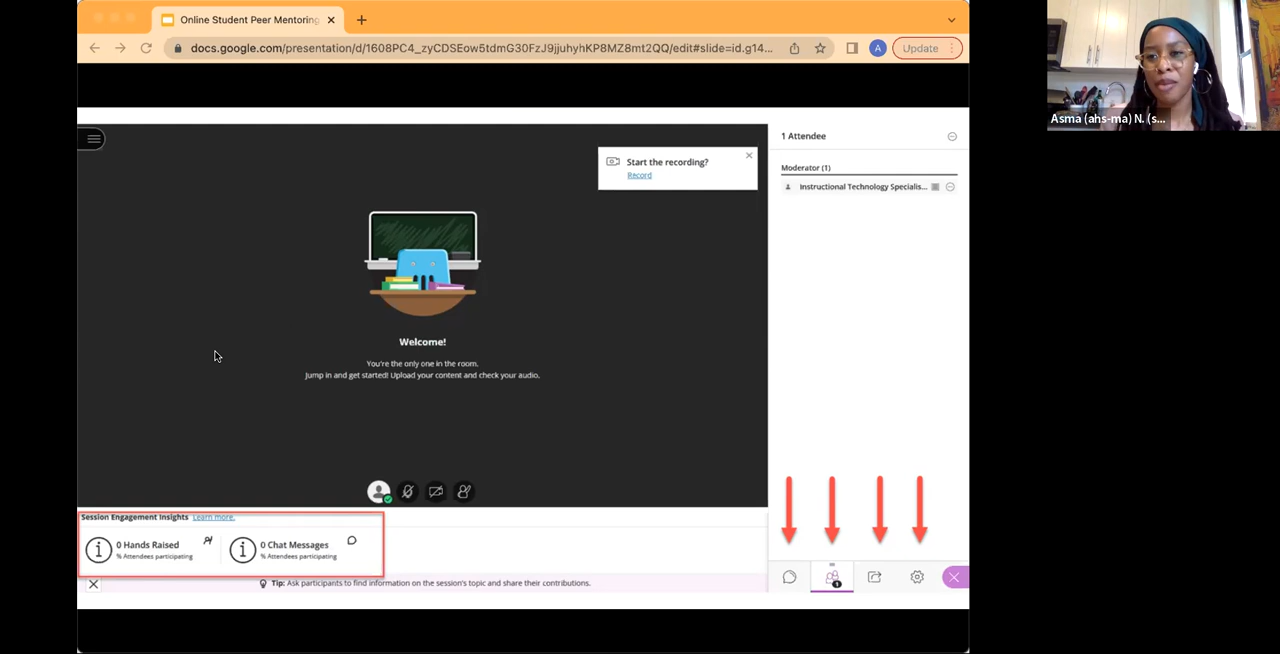 Online Student Peer Mentoring
docs.google.com/presentation/d/1608PC4_zyCDSEow5tdmG30FzJ9jjuhyhKP8MZ8mt2QQ/edit#slide=id.g14...
A
Update
Asma (ahs-ma) N. (s...
Start the recording?
Record
1 Attendee
Moderator (1)
Instructional Technology Specialis...
Welcome!
You're the only one in the room.
Jump in and get started! Upload your content and check your audio.
Session Engagement Insights Learn more.
0 Hands Raised
% Attendees participating
0 Chat Messages
% Attendees participating
Tip: Ask participants to find information on the session's topic and share their contributions.
1